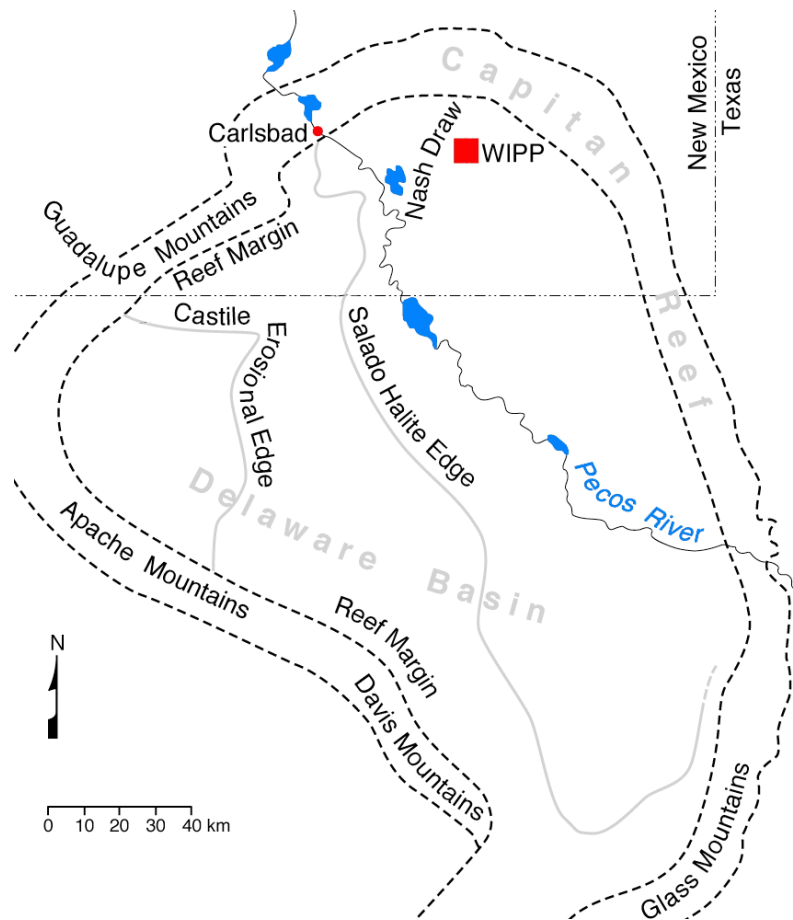 Capitan
Reef
New Mexico
Texas
Carlsbad
Nash Draw
WIPP
Guadalupe Mountains
Reef Margin
Castile
Erosional Edge
Salado Halite Edge
Pecos River
Delaware Basin
Apache Mountains
Reef Margin
Davis Mountains
Glass Mountains
N
0 10 20 30 40 km